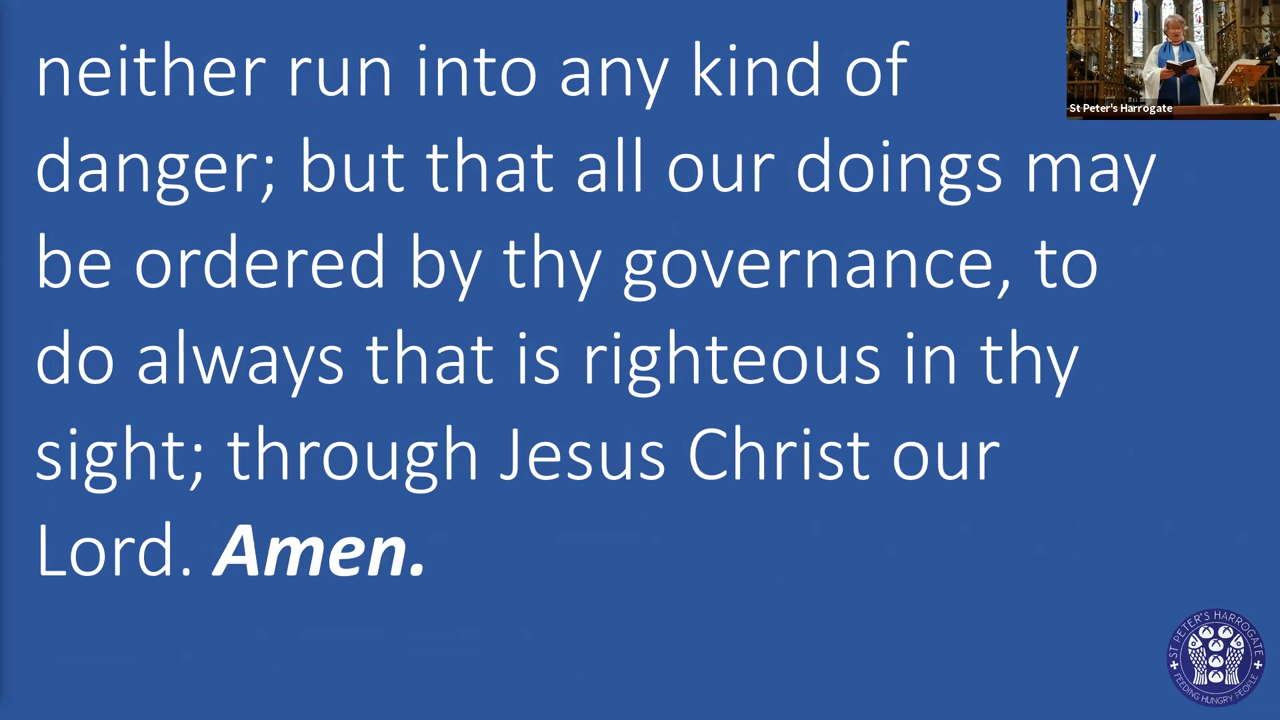 neither run into any kind of
danger; but that all our doings may
be ordered by thy governance, to
do always that is righteous in thy
sight; through Jesus Christ our
Lord. Amen.
St Peter's Harrogate
ST PETER'S HARROGATE
FEEDING HUNGRY PEOPLE